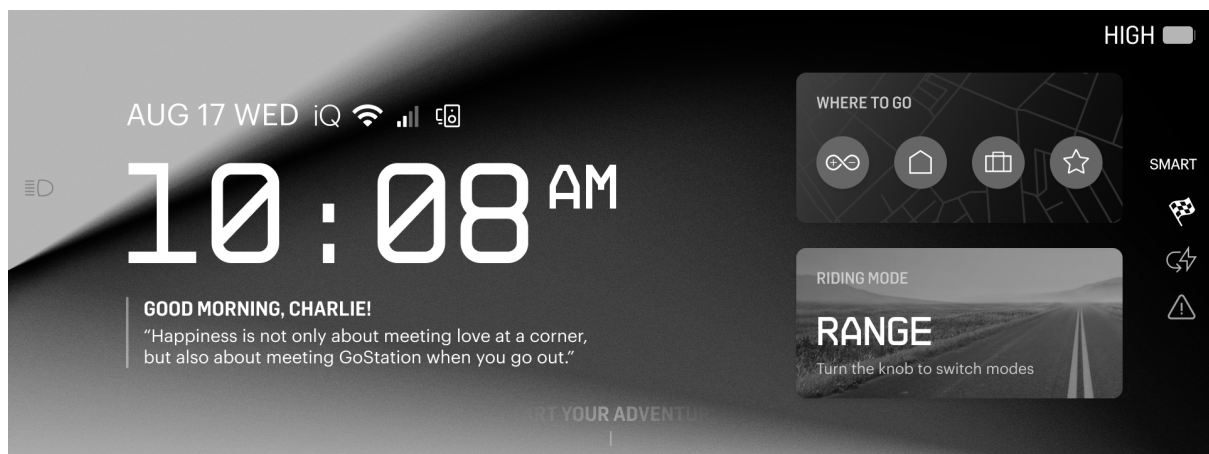 HIGH
AUG 17 WED iQ
10:08 AM
GOOD MORNING, CHARLIE!
“Happiness is not only about meeting love at a corner,
but also about meeting GoStation when you go out.”
WHERE TO GO
SMART
RIDING MODE
RANGE
Turn the knob to switch modes
YOUR